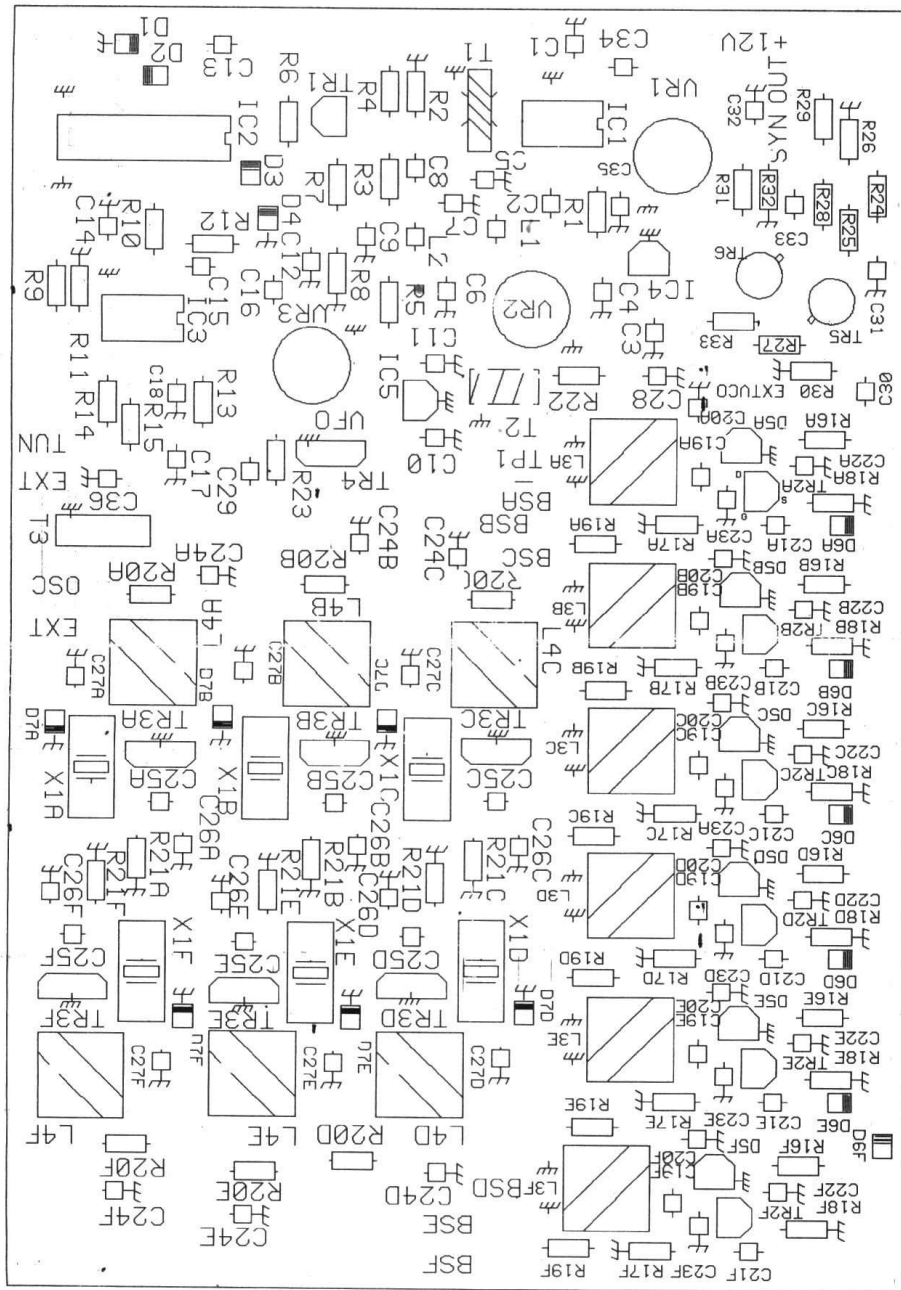 D1
D2
C13
R6
TR1
R4
R2
T1
C1
C34
+12V
IC2
VR1
SYN OUT
C32
R29
R26
IC1
D3
R7
R3
C8
C5
C35
R31
R32
R28
R24
C14
R10
R12
D4
C12
C9
C7
C2
R1
L1
L2
C33
R25
TR6
R9
C15
C16
R8
R5
C6
IC4
C4
C31
IC3
VR3
VR2
TR5
C11
C3
R33
R27
R11
R14
C18
R13
IC5
R22
C28
EXTVCO
R30
C30
R15
VFO
T2
C20A
D5A
R16A
TUN
C17
C29
R23
TR4
C10
TP1
L3A
C19A
C22A
R18A
TR2A
EXT
C36
BSA
D
S
G
T3
BSB
R19A
R17A
C23A
C21A
D6A
C24A
C24B
C24C
BSC
D5B
R16B
OSC
R20A
R20B
R20C
C20B
C19B
C22B
R18B
EXT
L4A
L4B
L4C
L3B
TR2B
C27A
D7B
C27B
D7C
C27C
R19B
R17B
C23B
C21B
D6B
D7A
TR3A
TR3B
TR3C
D5C
R16C
C20C
C19C
C22C
R18C
X1A
C25A
X1B
C25B
X1C
C25C
L3C
TR2C
C26A
C26B
C26C
R19C
R17C
C23A
C21C
D6C
R21A
R21B
R21C
D5D
R16D
C26F
R21F
C26E
R21E
C26D
R21D
L3D
C20D
C19D
C22D
R18D
TR2D
X1F
X1E
X1D
C25F
C25E
C25D
R19D
R17D
C23D
C21D
D6D
TR3F
TR3E
TR3D
D7D
D5E
R16E
D7F
D7E
L3E
C20E
C19E
C22E
R18E
TR2E
C27F
C27E
C27D
R19E
R17E
C23E
C21E
D6E
L4F
L4E
L4D
D5F
R16F
D6F
R20F
R20E
R20D
C24D
BSD
L3F
C20F
C19F
C22F
R18F
TR2F
C24F
C24E
BSE
BSF
R19F
R17F
C23F
C21F